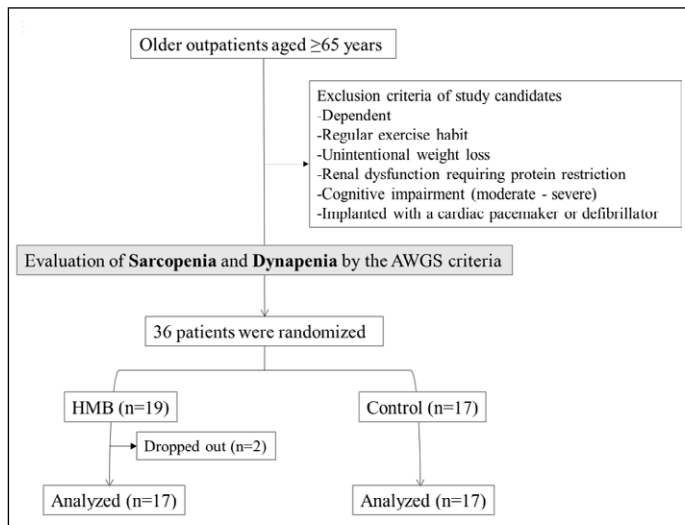 Older outpatients aged ≥65 years
Exclusion criteria of study candidates
-Dependent
-Regular exercise habit
-Unintentional weight loss
-Renal dysfunction requiring protein restriction
-Cognitive impairment (moderate - severe)
-Implanted with a cardiac pacemaker or defibrillator
Evaluation of Sarcopenia and Dynapenia by the AWGS criteria
36 patients were randomized
HMB (n=19)
Control (n=17)
Dropped out (n=2)
Analyzed (n=17)
Analyzed (n=17)